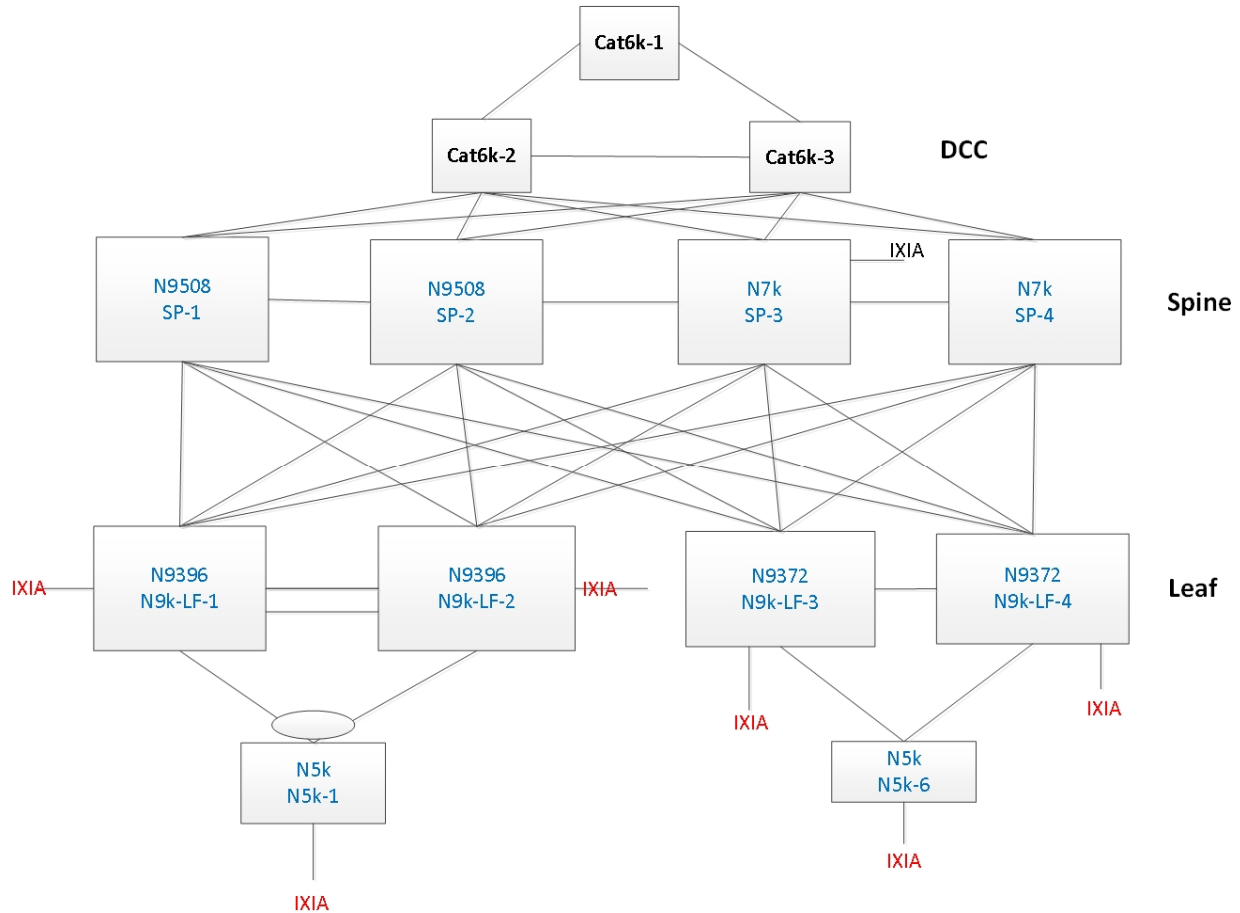 Cat6k-1
Cat6k-2
Cat6k-3
DCC
N9508
SP-1
N9508
SP-2
N7k
SP-3
IXIA
N7k
SP-4
Spine
IXIA
N9396
N9k-LF-1
N9396
N9k-LF-2
IXIA
N9372
N9k-LF-3
N9372
N9k-LF-4
Leaf
IXIA
IXIA
N5k
N5k-1
N5k
N5k-6
IXIA
IXIA